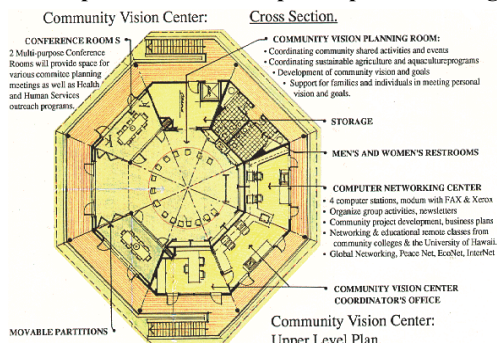 Community Vision Center: Cross Section.
CONFERENCE ROOM S
2 Multi-purpose Conference
Rooms will provide space for
various commitee planning
meetings as well as Health
and Human Services
outreach programs.
COMMUNITY VISION PLANNING ROOM:
• Coordinating community shared activities and events
• Coordinating sustainable agriculture and aquacultureprograms
• Development of community vision and goals
• Support for families and individuals in meeting personal
vision and goals.
STORAGE
MEN'S AND WOMEN'S RESTROOMS
COMPUTER NETWORKING CENTER
• 4 computer stations, modum with FAX & Xerox
• Organize group activities, newsletters
• Community project development, business plans
• Networking & educational remote classes from
community colleges & the University of Hawaii.
• Global Networking, Peace Net, EcoNet, InterNet
COMMUNITY VISION CENTER
COORDINATOR'S OFFICE
MOVABLE PARTITIONS
Community Vision Center:
Upper Level Plan